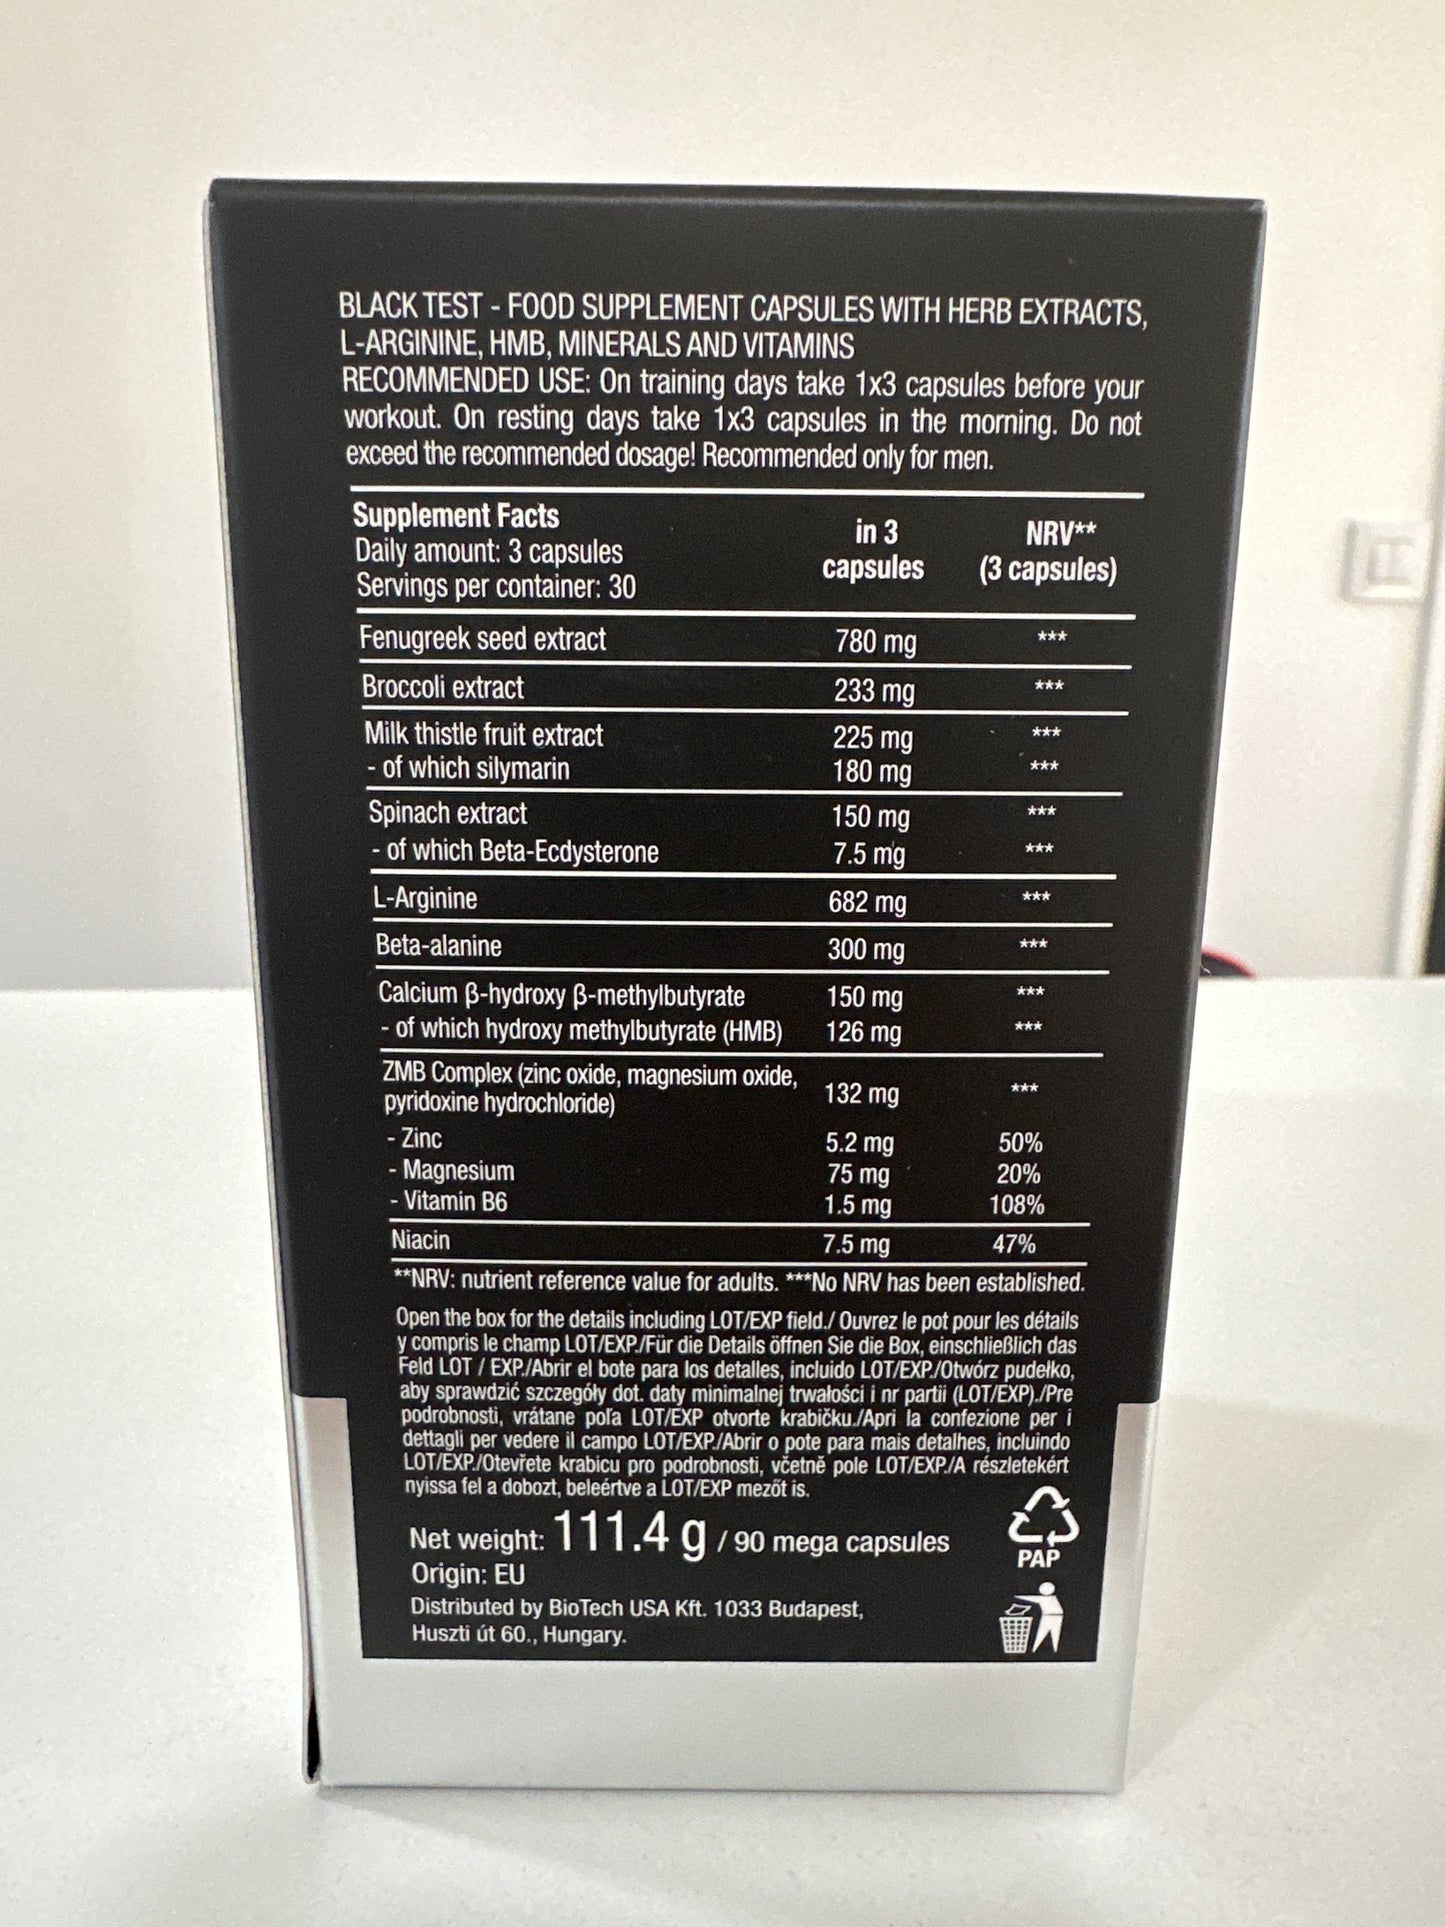 BLACK TEST - FOOD SUPPLEMENT CAPSULES WITH HERB EXTRACTS,
L-ARGININE, HMB, MINERALS AND VITAMINS
RECOMMENDED USE: On training days take 1x3 capsules before your
workout. On resting days take 1x3 capsules in the morning. Do not
exceed the recommended dosage! Recommended only for men.
Supplement Facts
Daily amount: 3 capsules
Servings per container: 30
in 3
capsules
NRV**
(3 capsules)
Fenugreek seed extract 780 mg ***
Broccoli extract 233 mg ***
Milk thistle fruit extract 225 mg ***
- of which silymarin 180 mg ***
Spinach extract 150 mg ***
- of which Beta-Ecdysterone 7.5 mg ***
L-Arginine 682 mg ***
Beta-alanine 300 mg ***
Calcium β-hydroxy β-methylbutyrate 150 mg ***
- of which hydroxy methylbutyrate (HMB) 126 mg ***
ZMB Complex (zinc oxide, magnesium oxide,
pyridoxine hydrochloride) 132 mg ***
- Zinc 5.2 mg 50%
- Magnesium 75 mg 20%
- Vitamin B6 1.5 mg 108%
Niacin 7.5 mg 47%
**NRV: nutrient reference value for adults. ***No NRV has been established.
Open the box for the details including LOT/EXP field./ Ouvrez le pot pour les détails
y compris le champ LOT/EXP./Für die Details öffnen Sie die Box, einschließlich das
Feld LOT / EXP./Abrir el bote para los detalles, incluido LOT/EXP./Otwórz pudełko,
aby sprawdzić szczegóły dot. daty minimalnej trwałości i nr partii (LOT/EXP)./Pre
podrobnosti, vrátane poľa LOT/EXP otvorte krabičku./Apri la confezione per i
dettagli per vedere il campo LOT/EXP./Abrir o pote para mais detalhes, incluindo
LOT/EXP./Otevřete krabicu pro podrobnosti, včetně pole LOT/EXP./A részletekért
nyissa fel a dobozt, beleértve a LOT/EXP mezőt is.
Net weight: 111.4 g / 90 mega capsules
Origin: EU
Distributed by BioTech USA Kft. 1033 Budapest,
Huszti út 60., Hungary.
PAP